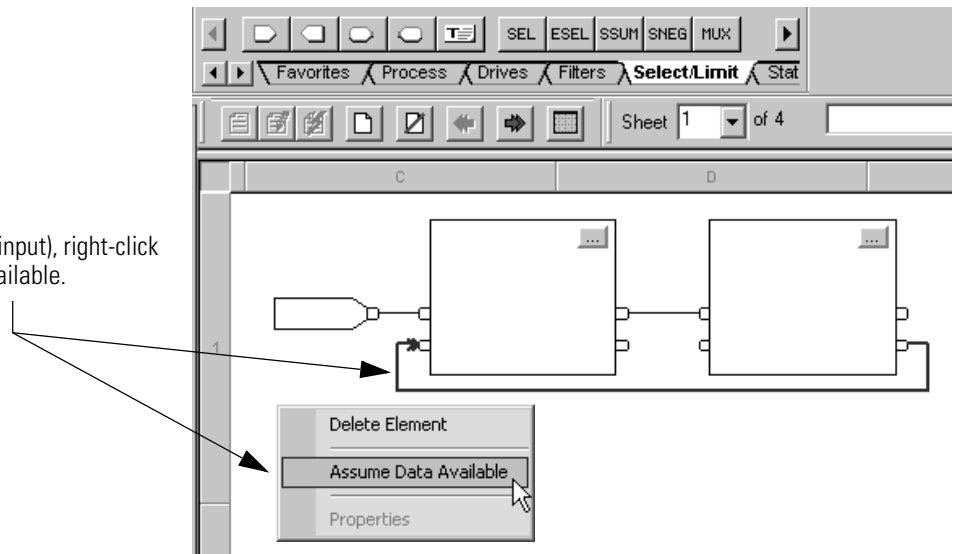 SEL ESEL SSUM SNEG MUX
Favorites Process Drives Filters Select/Limit Stat
Sheet 1 of 4
C D
input), right-click
ailable.
1
...
...
Delete Element
Assume Data Available
Properties